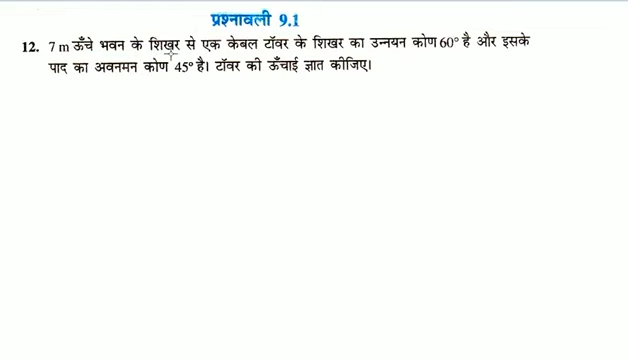 प्रश्नावली 9.1
12. 7 m ऊँचे भवन के शिखर से एक केबल टॉवर के शिखर का उन्नयन कोण 60° है और इसके
पाद का अवनमन कोण 45° है। टॉवर की ऊँचाई ज्ञात कीजिए।